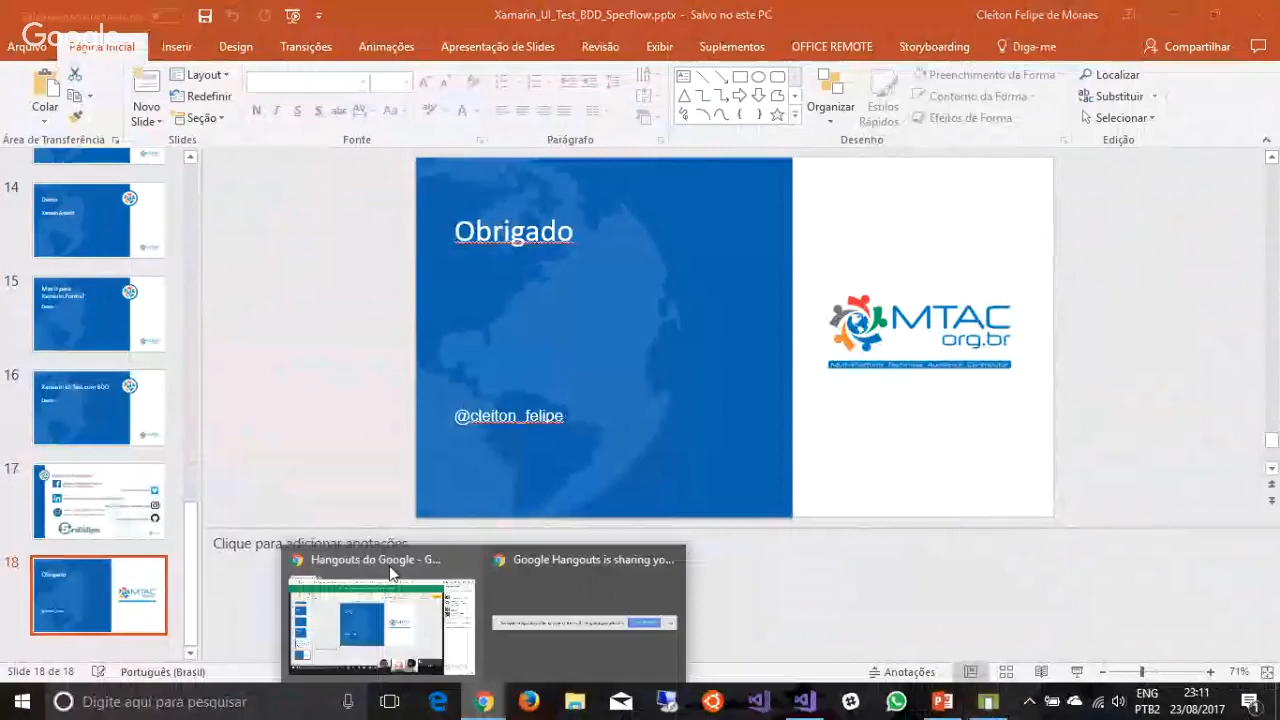 Xamarin_UI_Test_BDD_Specflow.pptx - Salvo no este PC
Cleiton Felipe de Moraes
Google
Arquivo Página Inicial Inserir Design Transições Animações Apresentação de Slides Revisão Exibir Suplementos OFFICE REMOTE Storyboarding Diga-me Compartilhar
Colar
Novo
Slide
Layout
Redefinir
Seção
Organizar
Estilos
Rápidos
Preenchimento da Forma
Contorno da Forma
Efeitos de Forma
Localizar
Substituir
Selecionar
Área de Transferência Slides Fonte Parágrafo Desenho Edição
14
15
16
17
18
Obrigado
@cleiton_felipe
MTAC
org.br
Clique para adicionar anotações
Hangouts do Google - G...
Google Hangouts is sharing yo...
Slide 18 de 18 Português (Brasil) Anotações 71%
Digite aqui para pesquisar
ENG
PTB2
23:11
23/08/2017